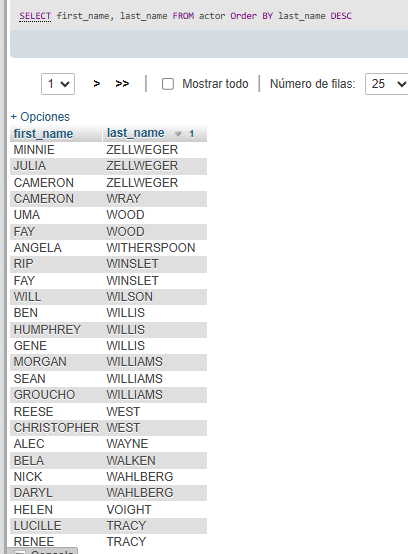 SELECT first_name, last_name FROM actor Order BY last_name DESC
1 > >> Mostrar todo Número de filas: 25
+ Opciones
first_name last_name 1
MINNIE ZELLWEGER
JULIA ZELLWEGER
CAMERON ZELLWEGER
CAMERON WRAY
UMA WOOD
FAY WOOD
ANGELA WITHERSPOON
RIP WINSLET
FAY WINSLET
WILL WILSON
BEN WILLIS
HUMPHREY WILLIS
GENE WILLIS
MORGAN WILLIAMS
SEAN WILLIAMS
GROUCHO WILLIAMS
REESE WEST
CHRISTOPHER WEST
ALEC WAYNE
BELA WALKEN
NICK WAHLBERG
DARYL WAHLBERG
HELEN VOIGHT
LUCILLE TRACY
RENEE TRACY